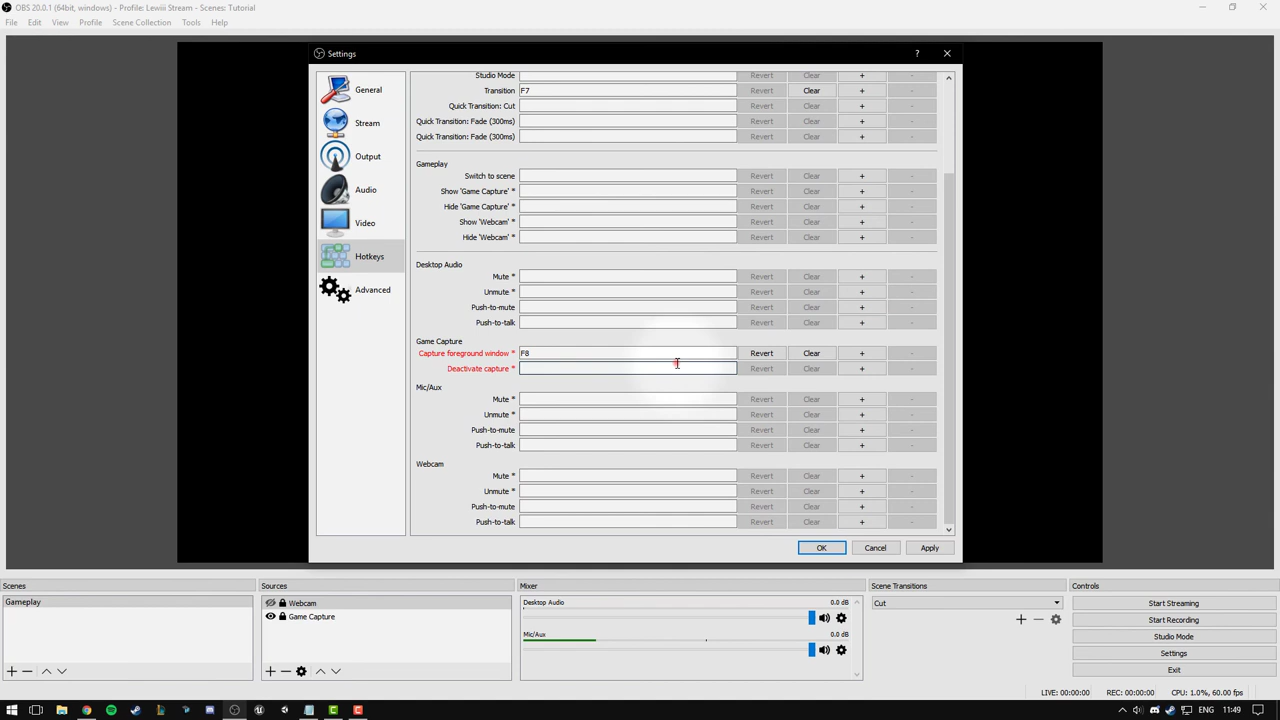 OBS 20.0.1 (64bit, windows) - Profile: Lewiii Stream - Scenes: Tutorial
File Edit View Profile Scene Collection Tools Help
Settings
?
General
Stream
Output
Audio
Video
Hotkeys
Advanced
Studio Mode Revert Clear + -
Transition F7 Revert Clear + -
Quick Transition: Cut Revert Clear + -
Quick Transition: Fade (300ms) Revert Clear + -
Quick Transition: Fade (300ms) Revert Clear + -
Gameplay
Switch to scene Revert Clear + -
Show 'Game Capture' * Revert Clear + -
Hide 'Game Capture' * Revert Clear + -
Show 'Webcam' * Revert Clear + -
Hide 'Webcam' * Revert Clear + -
Desktop Audio
Mute * Revert Clear + -
Unmute * Revert Clear + -
Push-to-mute Revert Clear + -
Push-to-talk Revert Clear + -
Game Capture
Capture foreground window * F8 Revert Clear + -
Deactivate capture * Revert Clear + -
Mic/Aux
Mute * Revert Clear + -
Unmute * Revert Clear + -
Push-to-mute Revert Clear + -
Push-to-talk Revert Clear + -
Webcam
Mute * Revert Clear + -
Unmute * Revert Clear + -
Push-to-mute Revert Clear + -
Push-to-talk Revert Clear + -
OK Cancel Apply
Scenes
Gameplay
Sources
Webcam
Game Capture
Mixer
Desktop Audio 0.0 dB
Mic/Aux 0.0 dB
Scene Transitions
Cut
Controls
Start Streaming
Start Recording
Studio Mode
Settings
Exit
LIVE: 00:00:00 REC: 00:00:00 CPU: 1.0%, 60.00 fps
ENG 11:49